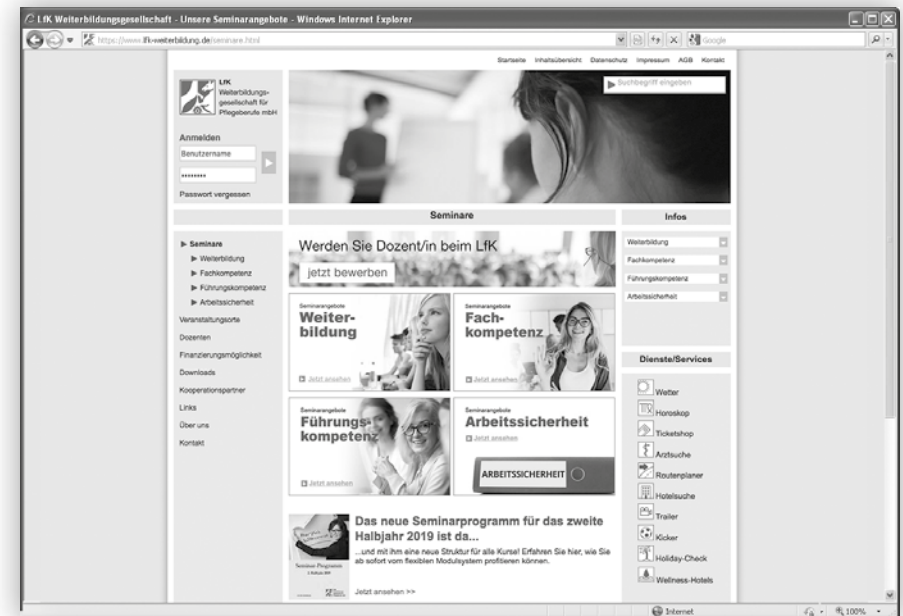 LfK Weiterbildungsgesellschaft - Unsere Seminarangebote - Windows Internet Explorer
https://www.lfk-weiterbildung.de/seminare.html
Google
Startseite Inhaltsübersicht Datenschutz Impressum AGB Kontakt
LfK
Weiterbildungs-
gesellschaft für
Pflegeberufe mbH
Suchbegriff eingeben
Anmelden
Benutzername
••••••••
Passwort vergessen
Seminare
Infos
Seminare
Weiterbildung
Fachkompetenz
Führungskompetenz
Arbeitssicherheit
Veranstaltungsorte
Dozenten
Finanzierungsmöglichkeit
Downloads
Kooperationspartner
Links
Über uns
Kontakt
Werden Sie Dozent/in beim LfK
jetzt bewerben
Seminarangebote
Weiter-
bildung
Jetzt ansehen
Seminarangebote
Fach-
kompetenz
Jetzt ansehen
Seminarangebote
Führungs-
kompetenz
Jetzt ansehen
Seminarangebote
Arbeitssicherheit
Jetzt ansehen
ARBEITSSICHERHEIT
Seminar-Programm
2. Halbjahr 2019
Das neue Seminarprogramm für das zweite
Halbjahr 2019 ist da...
...und mit ihm eine neue Struktur für alle Kurse! Erfahren Sie hier, wie Sie
ab sofort vom flexiblen Modulsystem profitieren können.
Jetzt ansehen >>
Weiterbildung
Fachkompetenz
Führungskompetenz
Arbeitssicherheit
Dienste/Services
Wetter
Horoskop
Ticketshop
Arztsuche
Routenplaner
Hotelsuche
Trailer
Kicker
Holiday-Check
Wellness-Hotels
Internet
100%